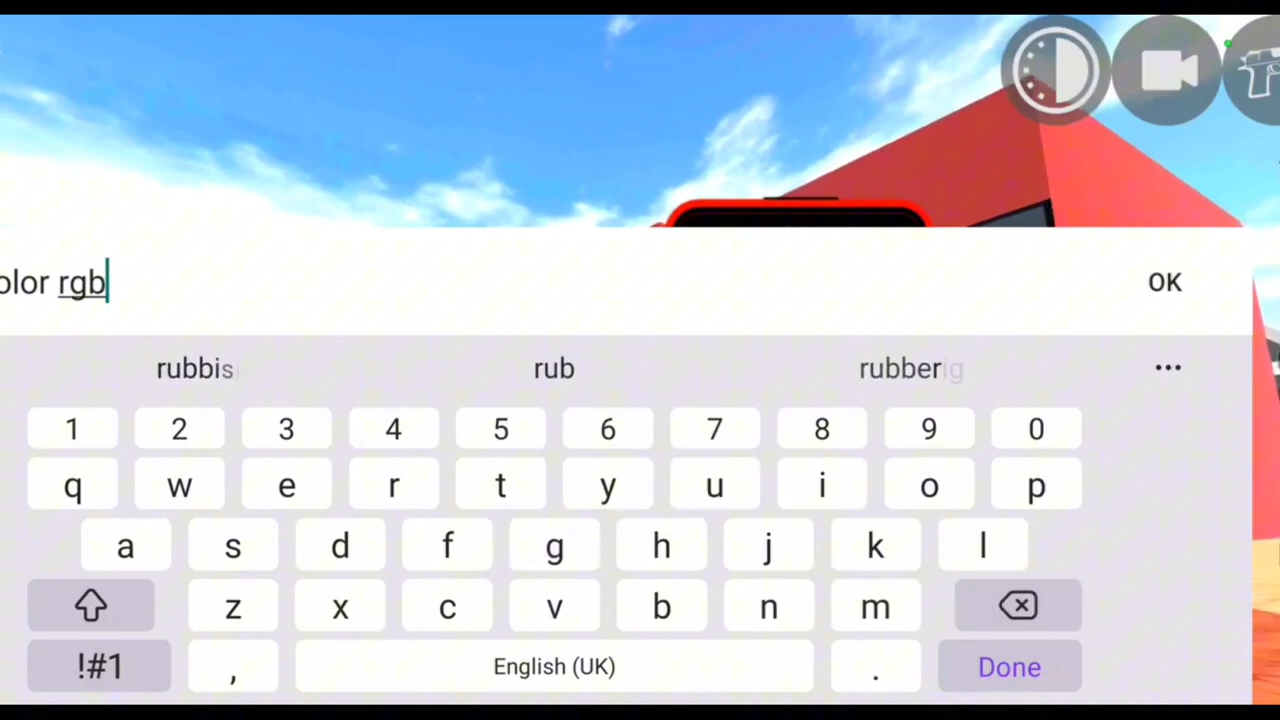 olor rgb
OK
rubbis
rub
rubberig
1 2 3 4 5 6 7 8 9 0
q w e r t y u i o p
a s d f g h j k l
z x c v b n m
!#1 , English (UK) . Done